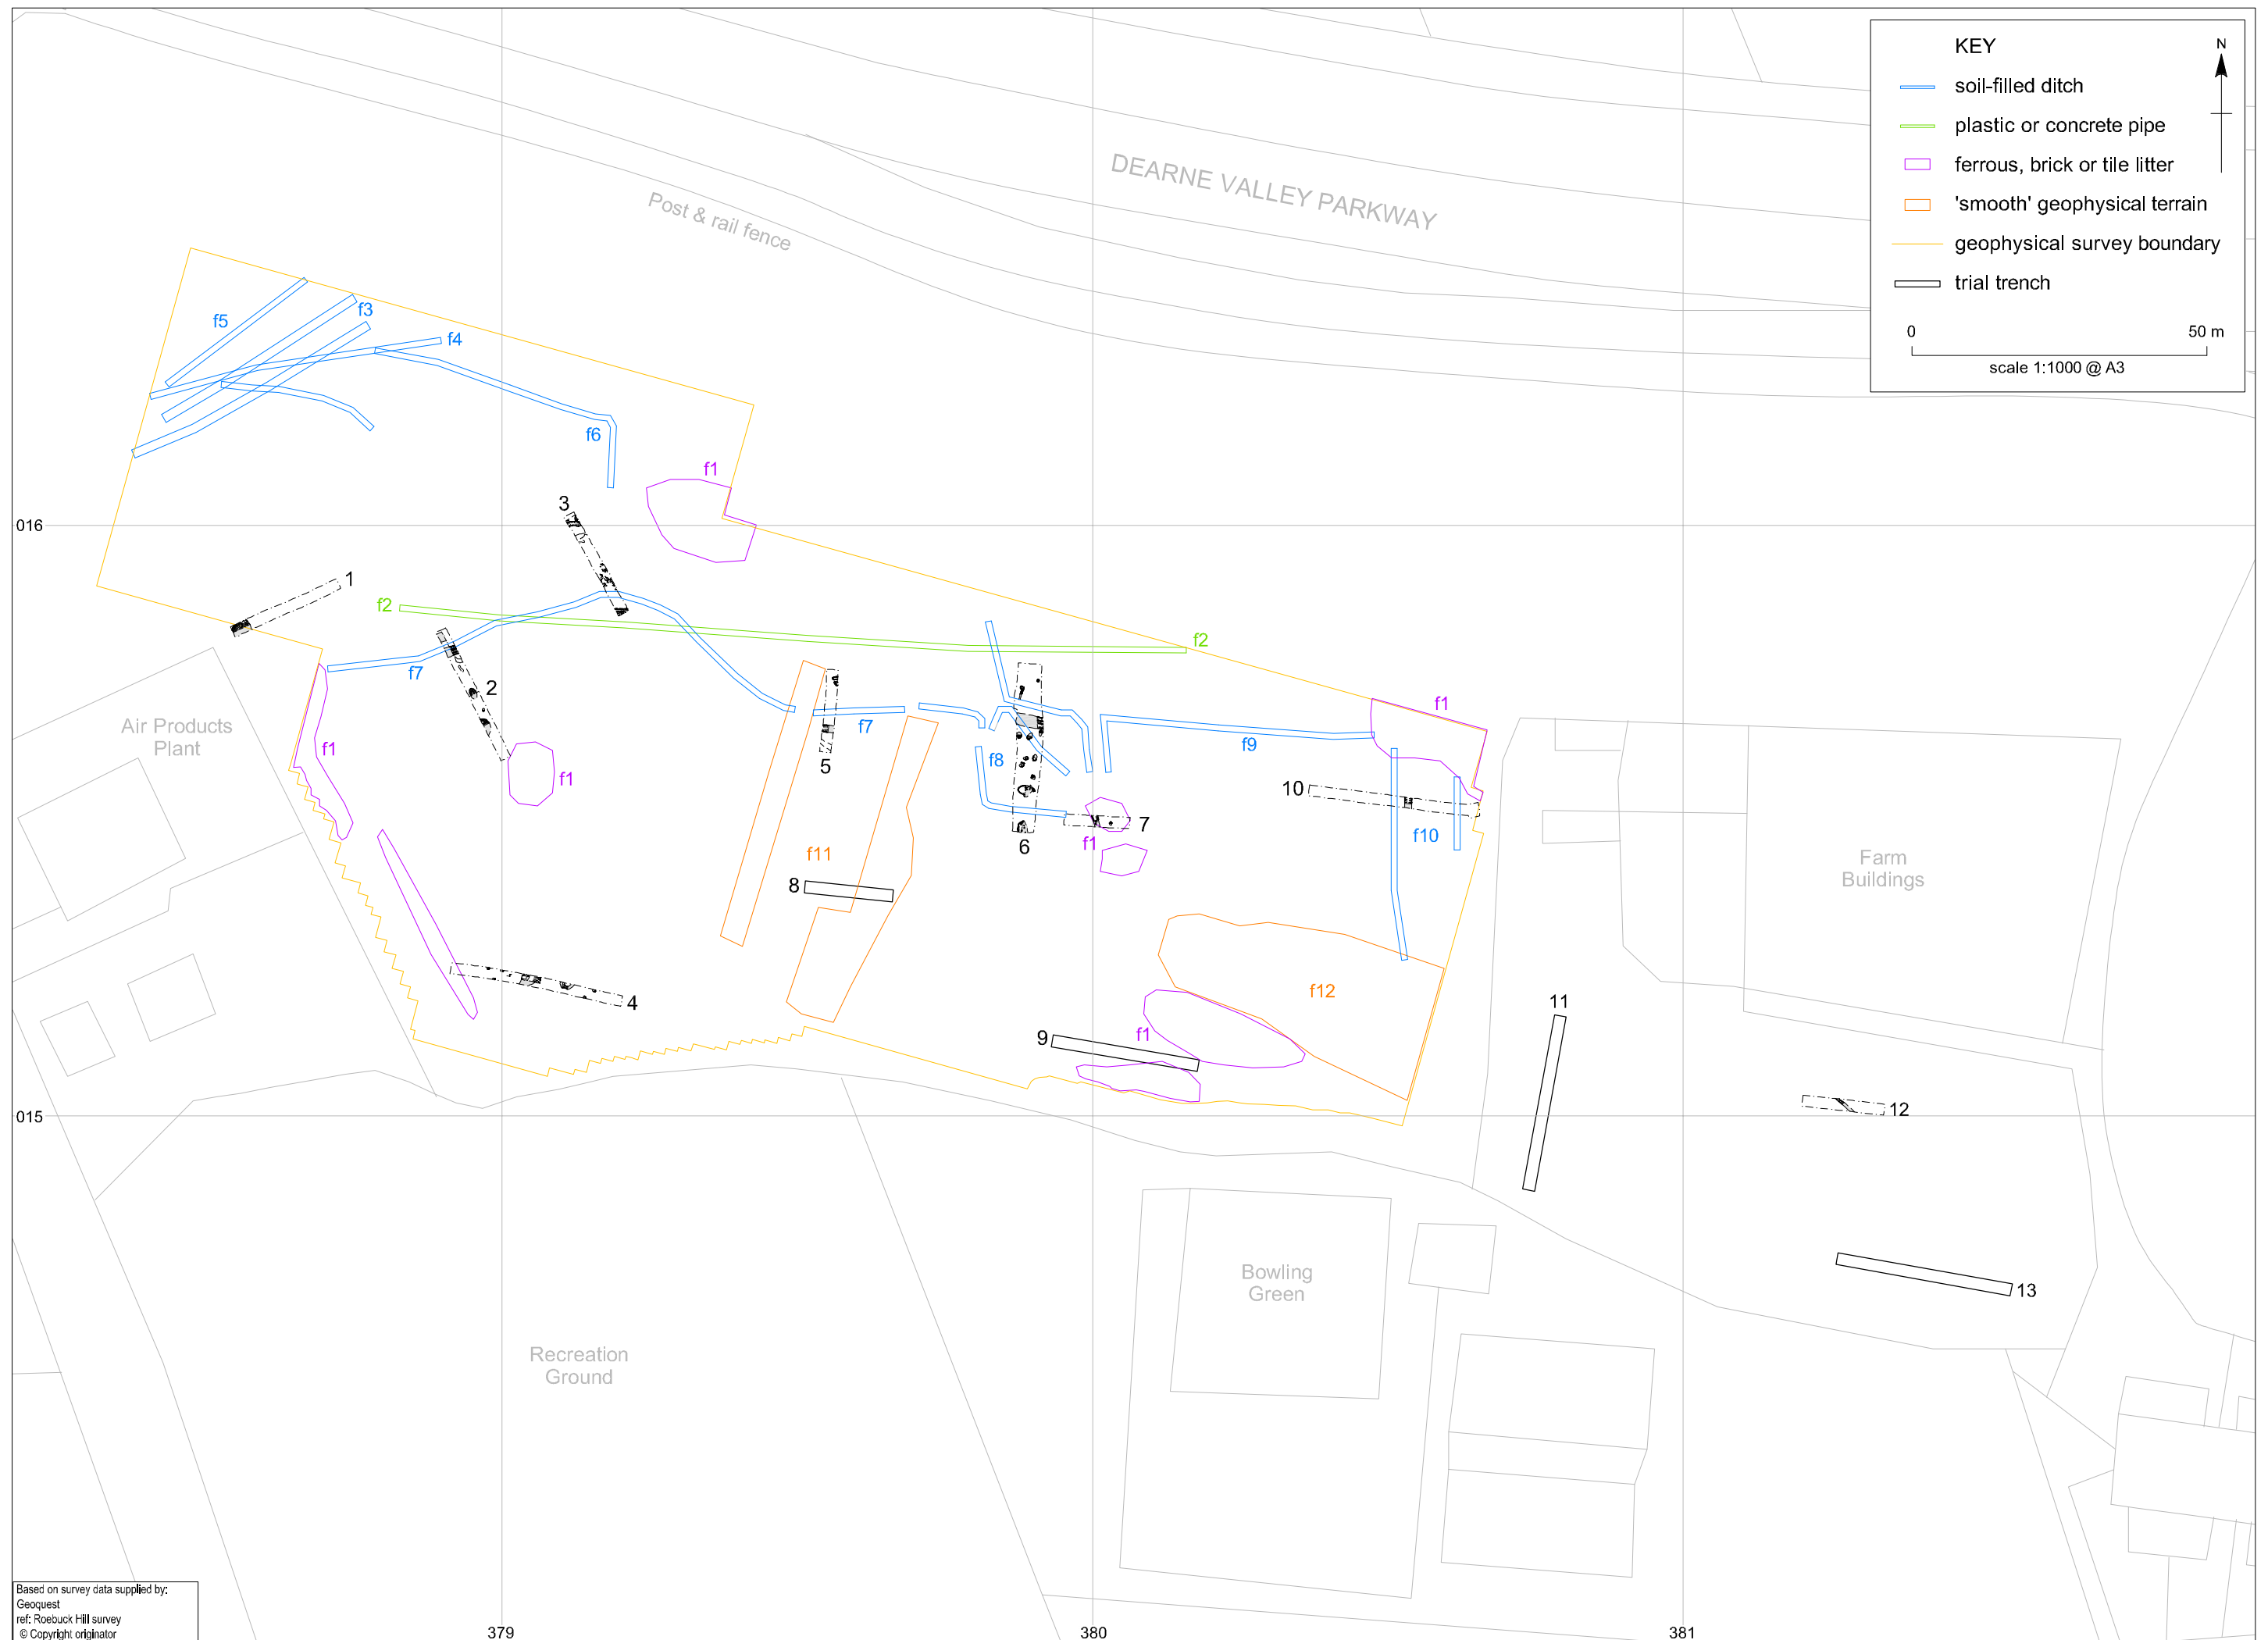 KEY
N
soil-filled ditch
plastic or concrete pipe
ferrous, brick or tile litter
'smooth' geophysical terrain
geophysical survey boundary
trial trench
0
50 m
scale 1:1000 @ A3
DEARNE VALLEY PARKWAY
Post & rail fence
f5
f3
f4
f6
f1
3
016
1
f2
f2
f7
2
Air Products
Plant
f1
f1
f7
5
f8
f9
f1
10
f10
7
f1
6
f11
8
Farm
Buildings
4
f12
11
9
f1
015
12
13
Bowling
Green
Recreation
Ground
Based on survey data supplied by:
Geoquest
ref: Roebuck Hill survey
© Copyright originator
379
380
381